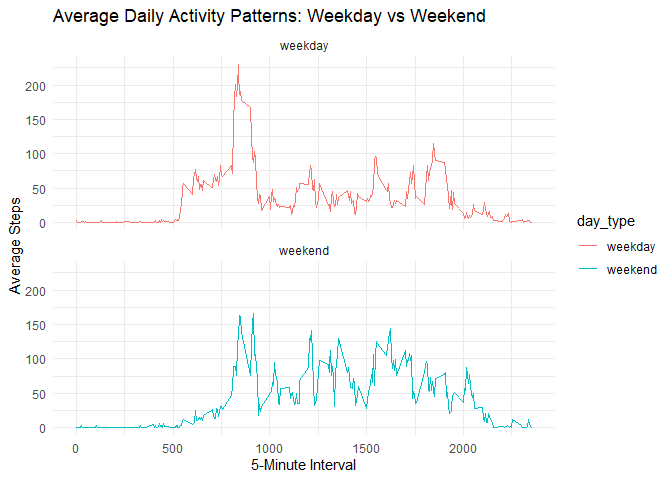 Average Daily Activity Patterns: Weekday vs Weekend
weekday
200
150
100
50
0
weekend
200
150
100
50
0
0 500 1000 1500 2000
5-Minute Interval
Average Steps
day_type
weekday
weekend